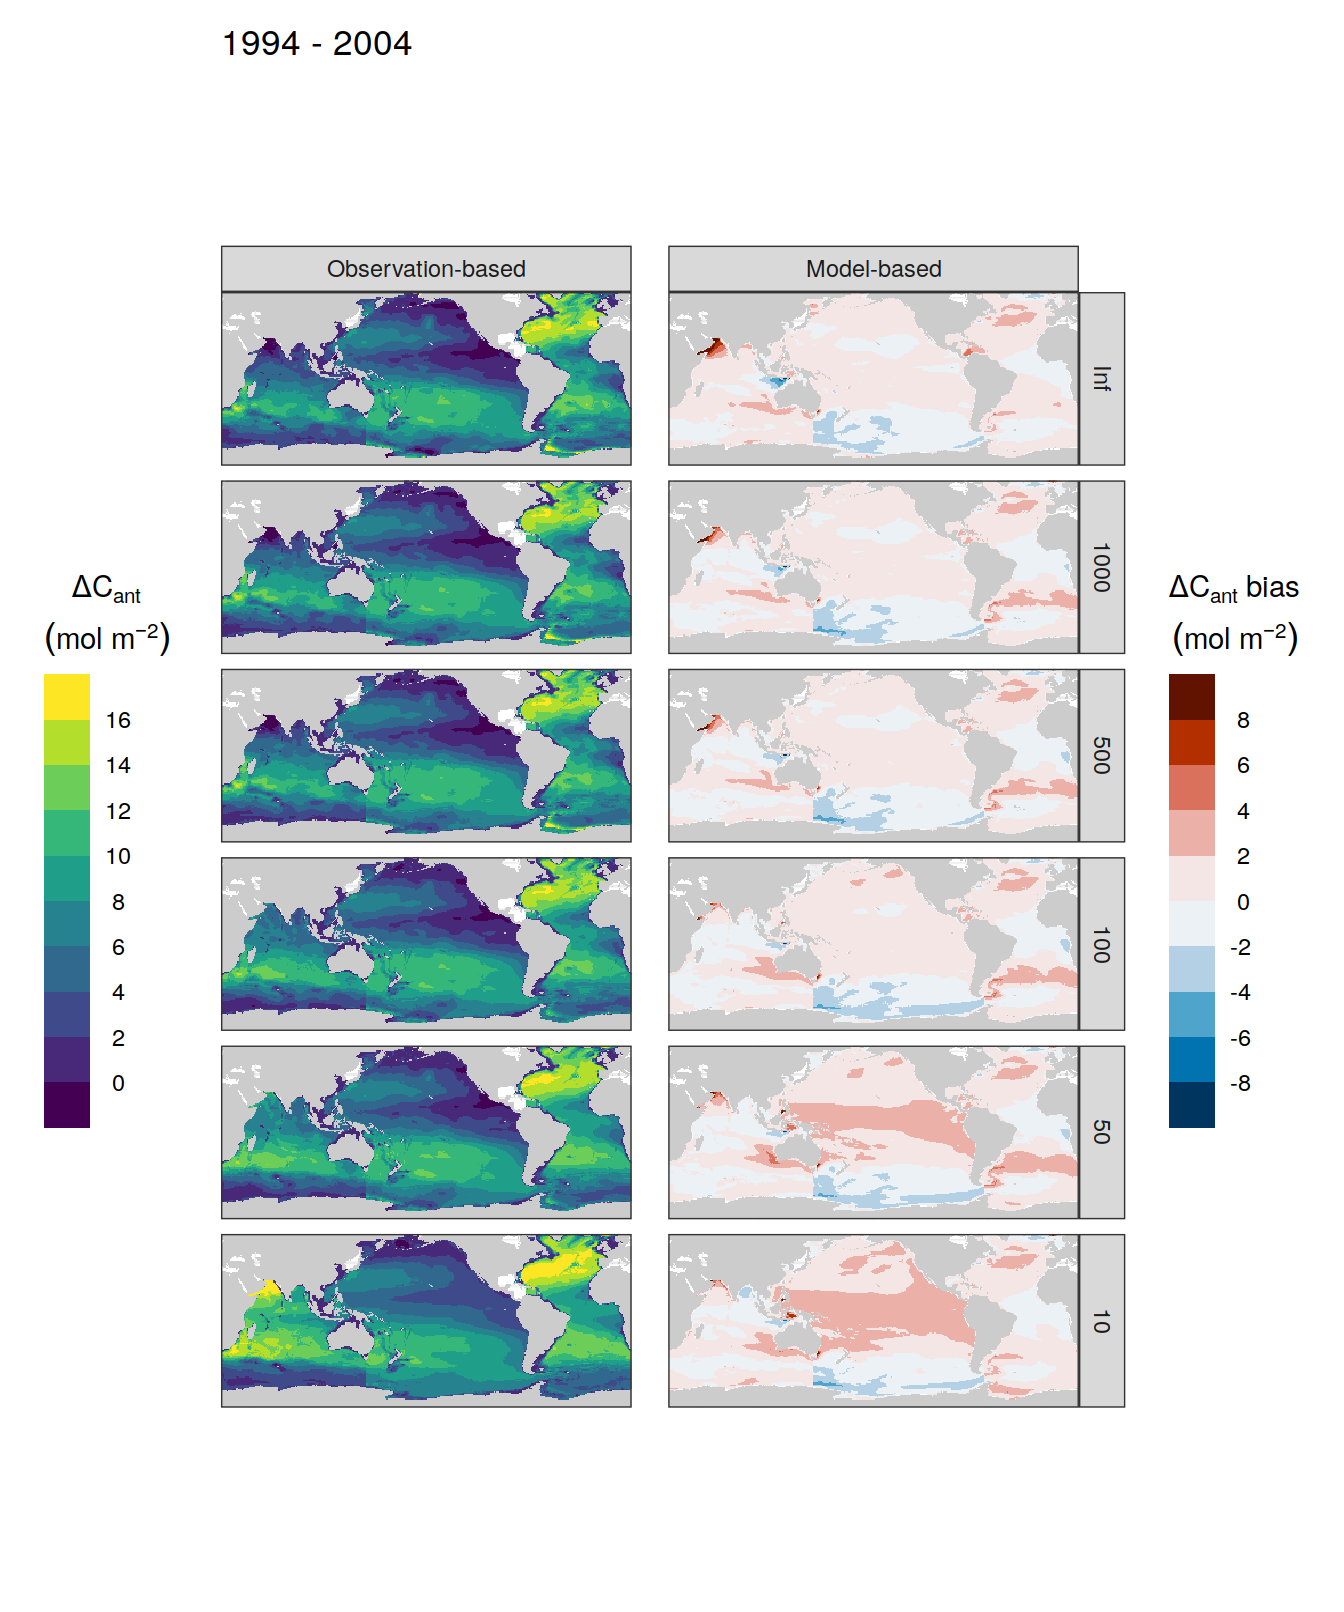 1994 - 2004
Observation-based
Model-based
Inf
1000
500
100
50
10
ΔCant
(mol m⁻²)
16
14
12
10
8
6
4
2
0
ΔCant bias
(mol m⁻²)
8
6
4
2
0
-2
-4
-6
-8